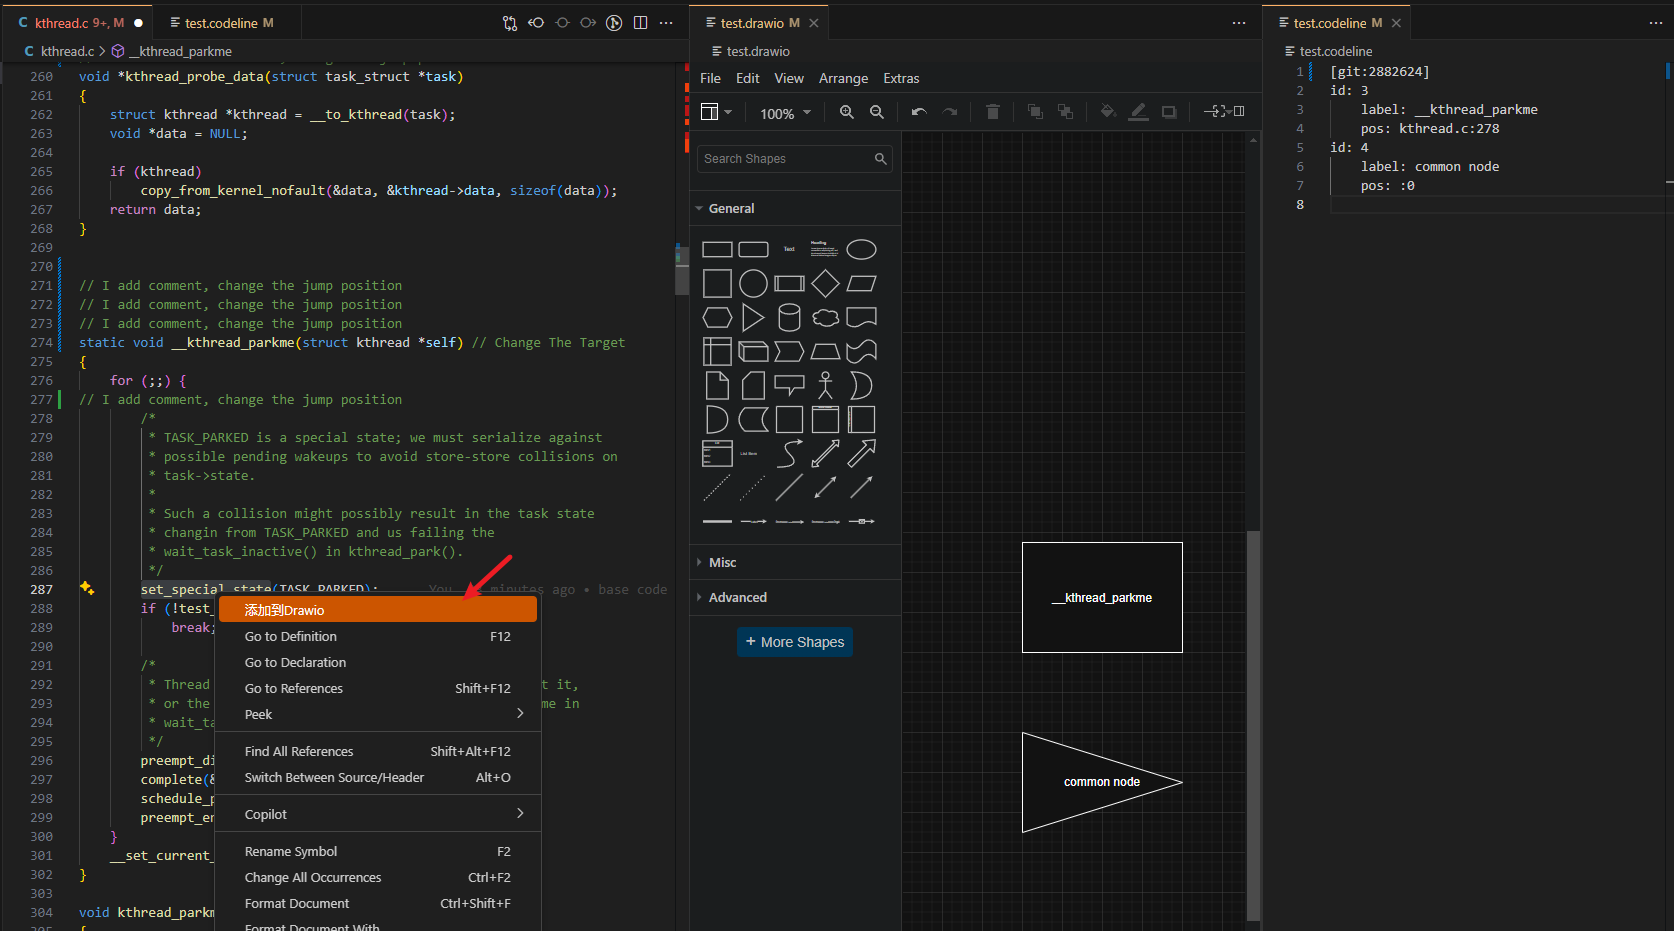 kthread.c 9+, M
test.codeline M
kthread.c > __kthread_parkme
260 void *kthread_probe_data(struct task_struct *task)
261 {
262 struct kthread *kthread = __to_kthread(task);
263 void *data = NULL;
264
265 if (kthread)
266 copy_from_kernel_nofault(&data, &kthread->data, sizeof(data));
267 return data;
268 }
269
270
271 // I add comment, change the jump position
272 // I add comment, change the jump position
273 // I add comment, change the jump position
274 static void __kthread_parkme(struct kthread *self) // Change The Target
275 {
276 for (;;) {
277 // I add comment, change the jump position
278 /*
279 * TASK_PARKED is a special state; we must serialize against
280 * possible pending wakeups to avoid store-store collisions on
281 * task->state.
282 *
283 * Such a collision might possibly result in the task state
284 * changin from TASK_PARKED and us failing the
285 * wait_task_inactive() in kthread_park().
286 */
287 set_special_state(TASK_PARKED); You, minutes ago • base code
288 if (!test_
289 break;
290
291 /*
292 * Thread t it,
293 * or the me in
294 * wait_ta
295 */
296 preempt_di
297 complete(&
298 schedule_p
299 preempt_en
300 }
301 __set_current_
302 }
303
304 void kthread_parkm
305 {
添加到Drawio
Go to Definition F12
Go to Declaration
Go to References Shift+F12
Peek
Find All References Shift+Alt+F12
Switch Between Source/Header Alt+O
Copilot
Rename Symbol F2
Change All Occurrences Ctrl+F2
Format Document Ctrl+Shift+F
Format Document With
test.drawio M
test.drawio
File Edit View Arrange Extras
100%
Search Shapes
General
Text
Heading
List Item
Misc
Advanced
+ More Shapes
__kthread_parkme
common node
test.codeline M
test.codeline
1 [git:2882624]
2 id: 3
3 label: __kthread_parkme
4 pos: kthread.c:278
5 id: 4
6 label: common node
7 pos: :0
8